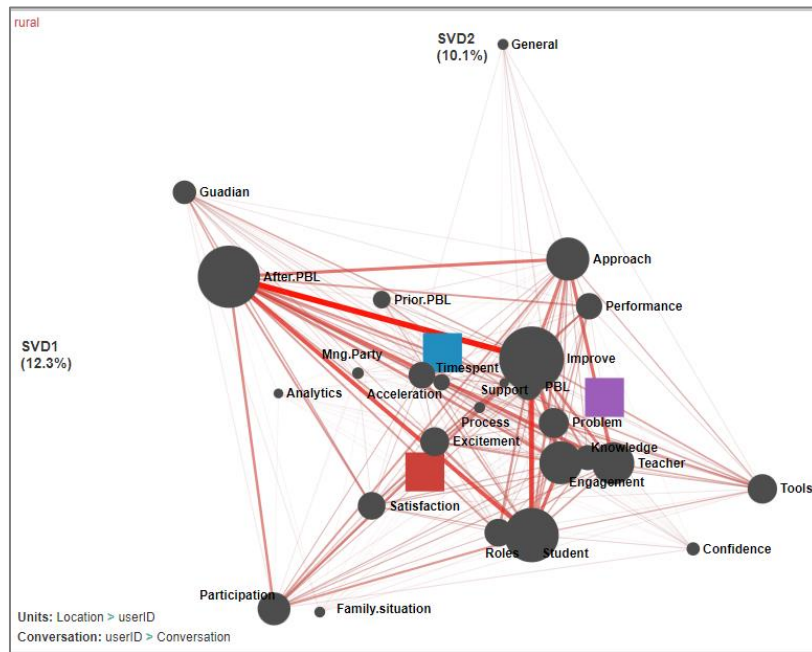 rural
SVD2
(10.1%)
General
Guadian
Approach
After.PBL
Prior.PBL
Performance
SVD1
(12.3%)
Improve
Mng.Party
Timespent
Support
PBL
Analytics
Acceleration
Process
Problem
Excitement
Knowledge
Teacher
Engagement
Tools
Satisfaction
Roles
Student
Confidence
Participation
Family.situation
Units: Location > userID
Conversation: userID > Conversation